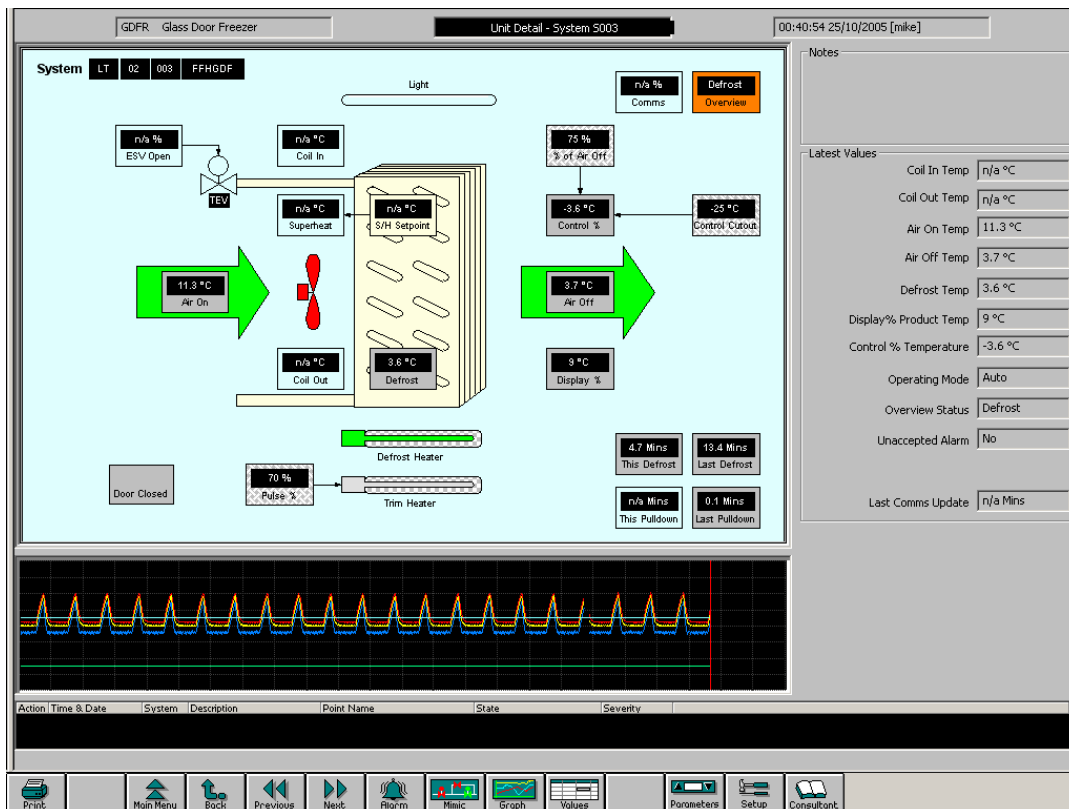 GDFR Glass Door Freezer
Unit Detail - System S003
00:40:54 25/10/2005 [mike]
System LT 02 003 FFHGDF
Light
n/a %
Comms
Defrost
Overview
n/a %
ESV Open
TEV
n/a °C
Coil In
75 %
% of Air Off
n/a °C
Superheat
n/a °C
S/H Setpoint
-3.6 °C
Control %
-25 °C
Control Cutout
11.3 °C
Air On
3.7 °C
Air Off
n/a °C
Coil Out
3.6 °C
Defrost
9 °C
Display %
Defrost Heater
4.7 Mins
This Defrost
13.4 Mins
Last Defrost
Door Closed
70 %
Pulse %
Trim Heater
n/a Mins
This Pulldown
0.1 Mins
Last Pulldown
Notes
Latest Values
Coil In Temp n/a °C
Coil Out Temp n/a °C
Air On Temp 11.3 °C
Air Off Temp 3.7 °C
Defrost Temp 3.6 °C
Display% Product Temp 9 °C
Control % Temperature -3.6 °C
Operating Mode Auto
Overview Status Defrost
Unaccepted Alarm No
Last Comms Update n/a Mins
Action Time & Date System Description Point Name State Severity
Print Main Menu Back Previous Next Alarm Mimic Graph Values Parameters Setup Consultant